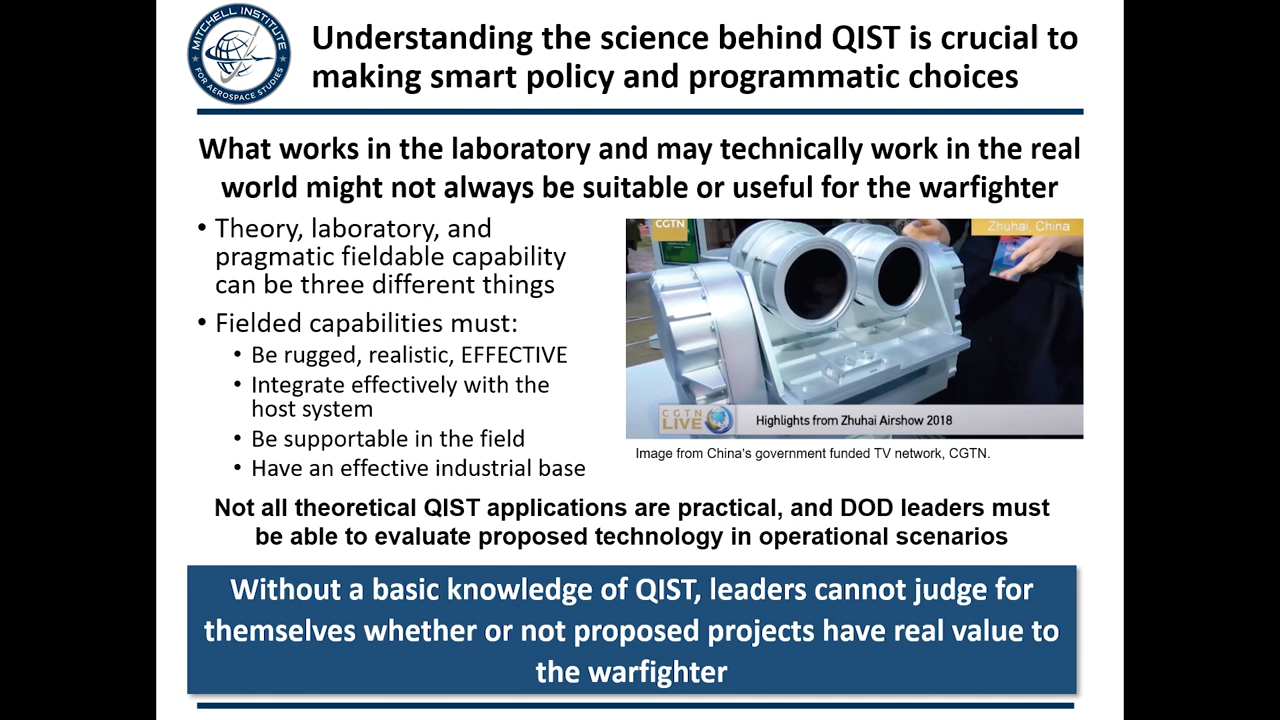 MITCHELL INSTITUTE
FOR AEROSPACE STUDIES
Understanding the science behind QIST is crucial to
making smart policy and programmatic choices
What works in the laboratory and may technically work in the real
world might not always be suitable or useful for the warfighter
• Theory, laboratory, and
pragmatic fieldable capability
can be three different things
• Fielded capabilities must:
• Be rugged, realistic, EFFECTIVE
• Integrate effectively with the
host system
• Be supportable in the field
• Have an effective industrial base
CGTN
Zhuhai, China
CGTN
LIVE
Highlights from Zhuhai Airshow 2018
Image from China's government funded TV network, CGTN.
Not all theoretical QIST applications are practical, and DOD leaders must
be able to evaluate proposed technology in operational scenarios
Without a basic knowledge of QIST, leaders cannot judge for
themselves whether or not proposed projects have real value to
the warfighter